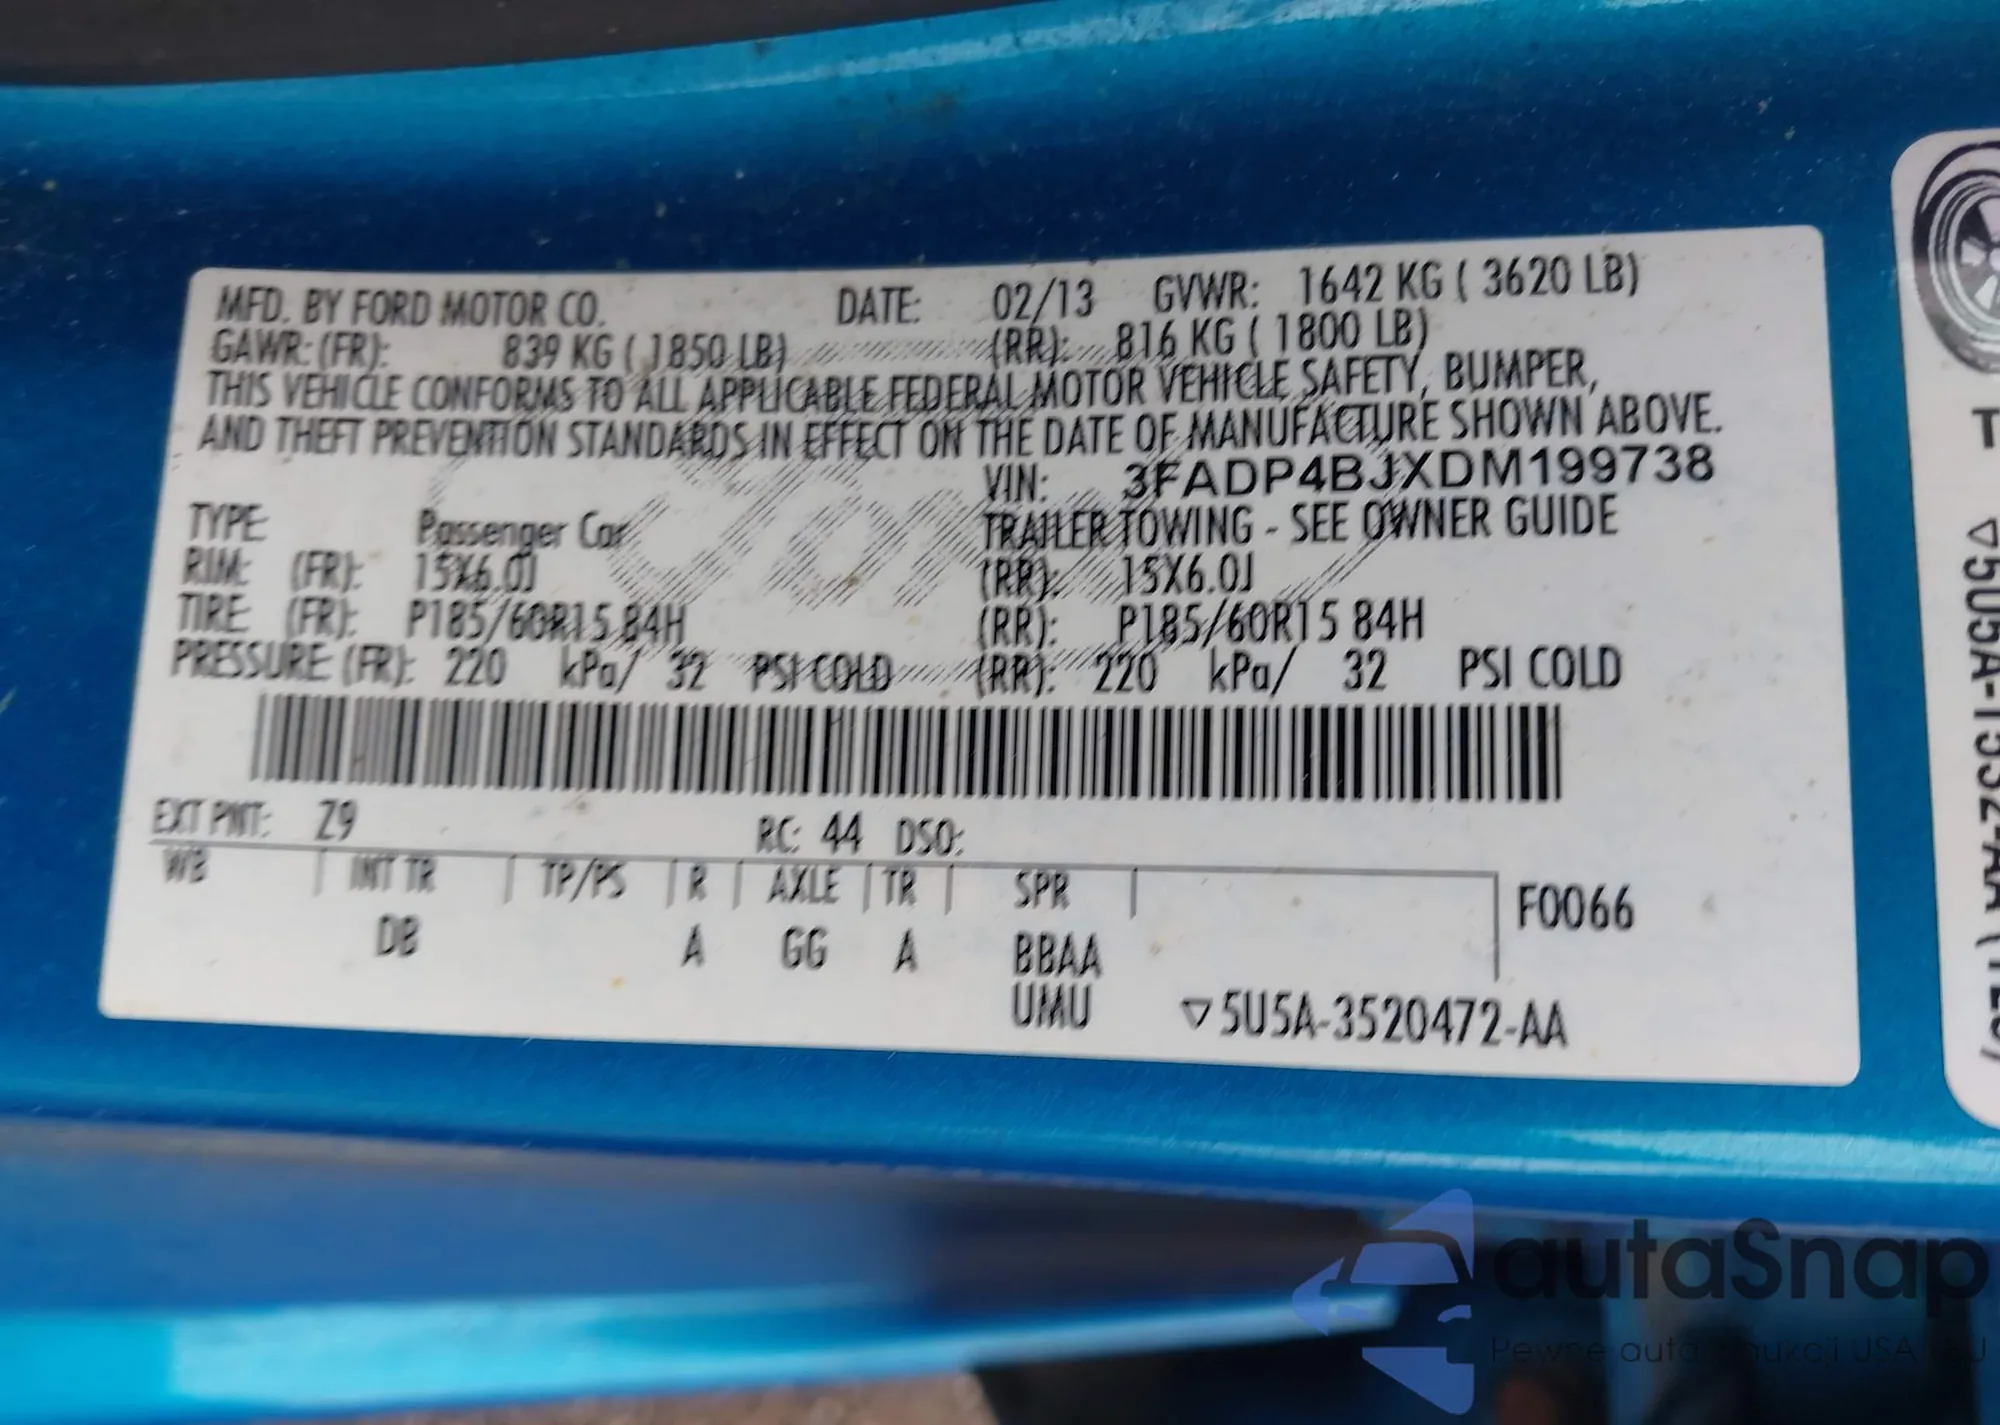 MFD. BY FORD MOTOR CO. DATE: 02/13 GVWR: 1642 KG ( 3620 LB)
GAWR: (FR): 839 KG ( 1850 LB) (RR): 816 KG ( 1800 LB)
THIS VEHICLE CONFORMS TO ALL APPLICABLE FEDERAL MOTOR VEHICLE SAFETY, BUMPER,
AND THEFT PREVENTION STANDARDS IN EFFECT ON THE DATE OF MANUFACTURE SHOWN ABOVE.
VIN: 3FADP4BJXDM199738
TYPE: Passenger Car TRAILER TOWING - SEE OWNER GUIDE
RIM: (FR): 15X6.0J (RR): 15X6.0J
TIRE (FR): P185/60R15 84H (RR): P185/60R15 84H
PRESSURE (FR): 220 kPa/ 32 PSI COLD (RR): 220 kPa/ 32 PSI COLD
EXT PNT: Z9 RC: 44 DSO:
WB | INT TR | TP/PS | R | AXLE | TR | SPR | F0066
DB A GG A BBAA
UMU ▽5U5A-3520472-AA
T
▽5U5A-1532-AA
autaSnap
USA